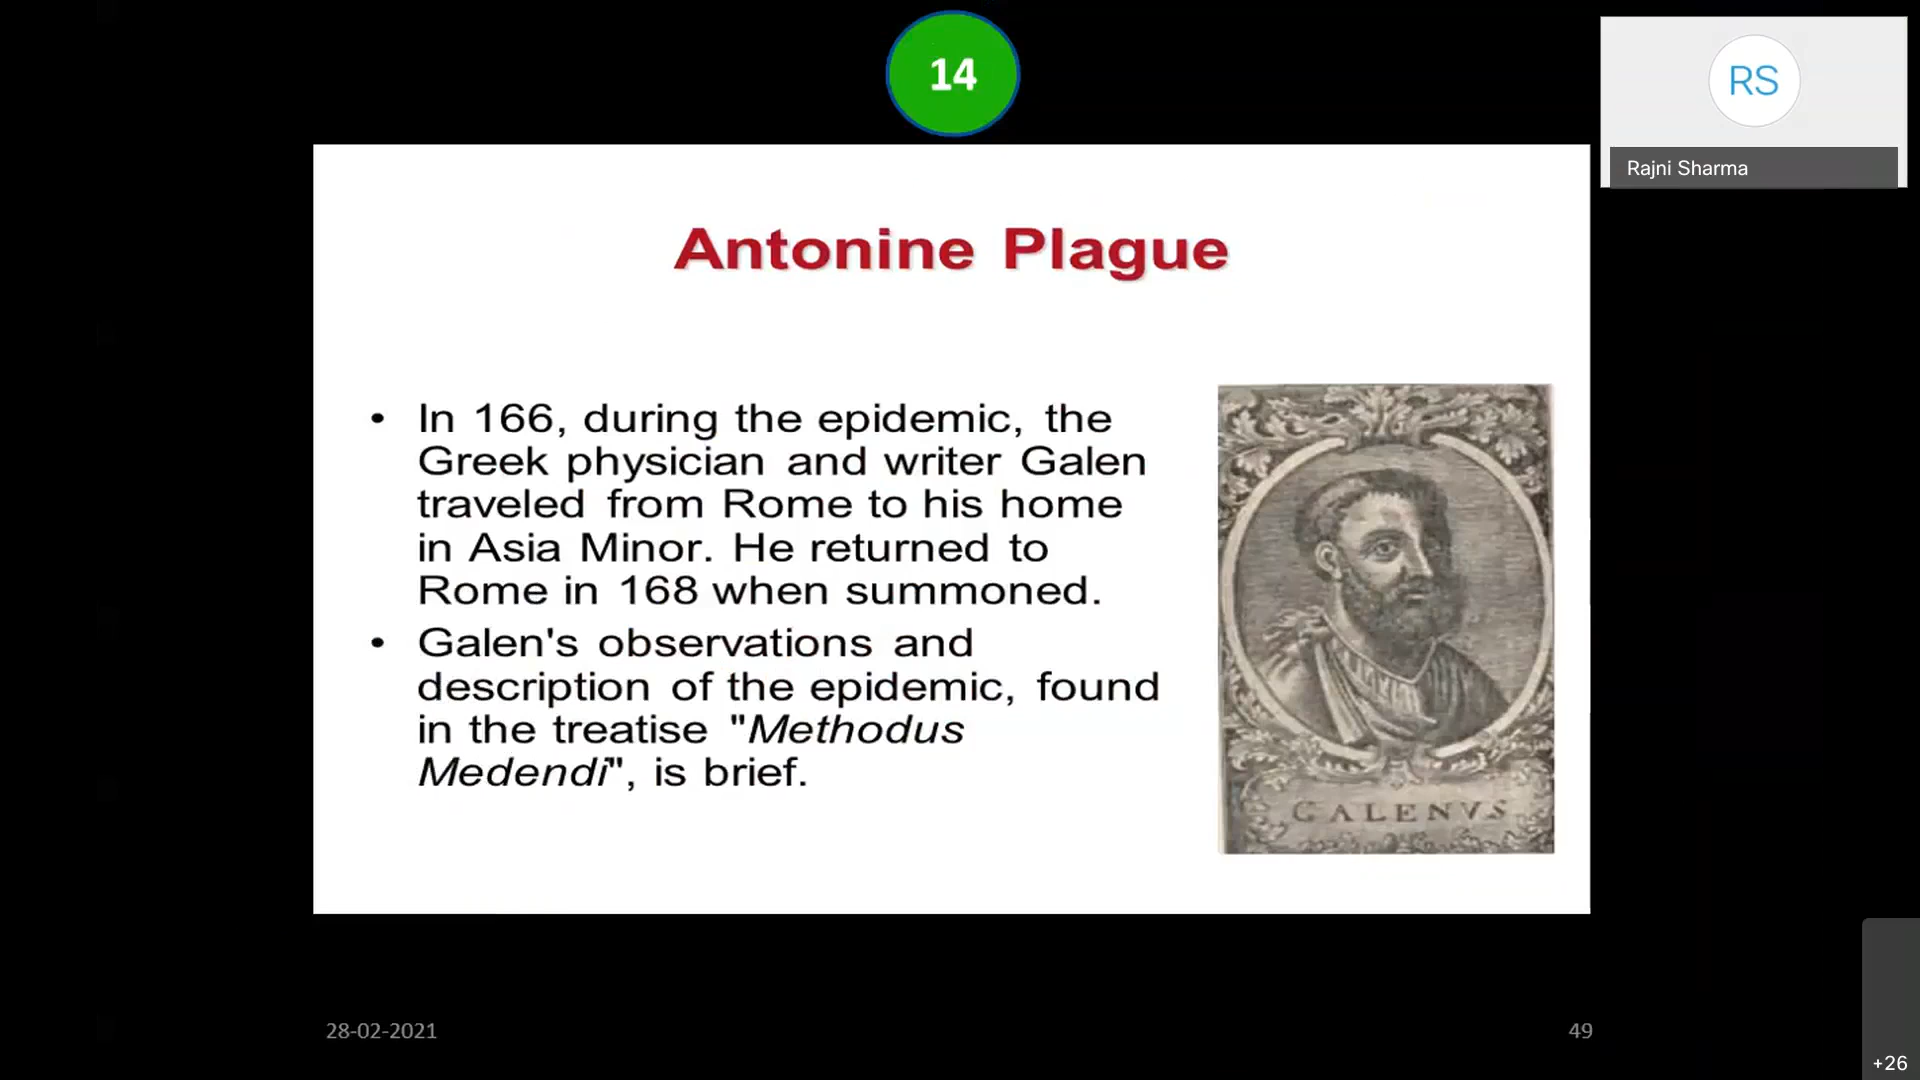 14
RS
Rajni Sharma
Antonine Plague
• In 166, during the epidemic, the
Greek physician and writer Galen
traveled from Rome to his home
in Asia Minor. He returned to
Rome in 168 when summoned.
• Galen's observations and
description of the epidemic, found
in the treatise "Methodus
Medendi", is brief.
GALENVS
28-02-2021
49
+26